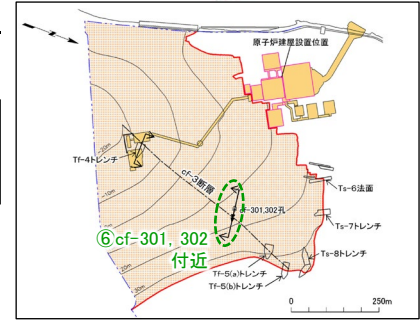 原子炉建屋設置位置
-20m
Tf-4トレンチ
-10m
cf-3断層
cf-301,302孔
⑥cf-301, 302
付近
Ts-6法面
Ts-7トレンチ
Ts-8トレンチ
Tf-5(a)トレンチ
Tf-5(b)トレンチ
0 250m